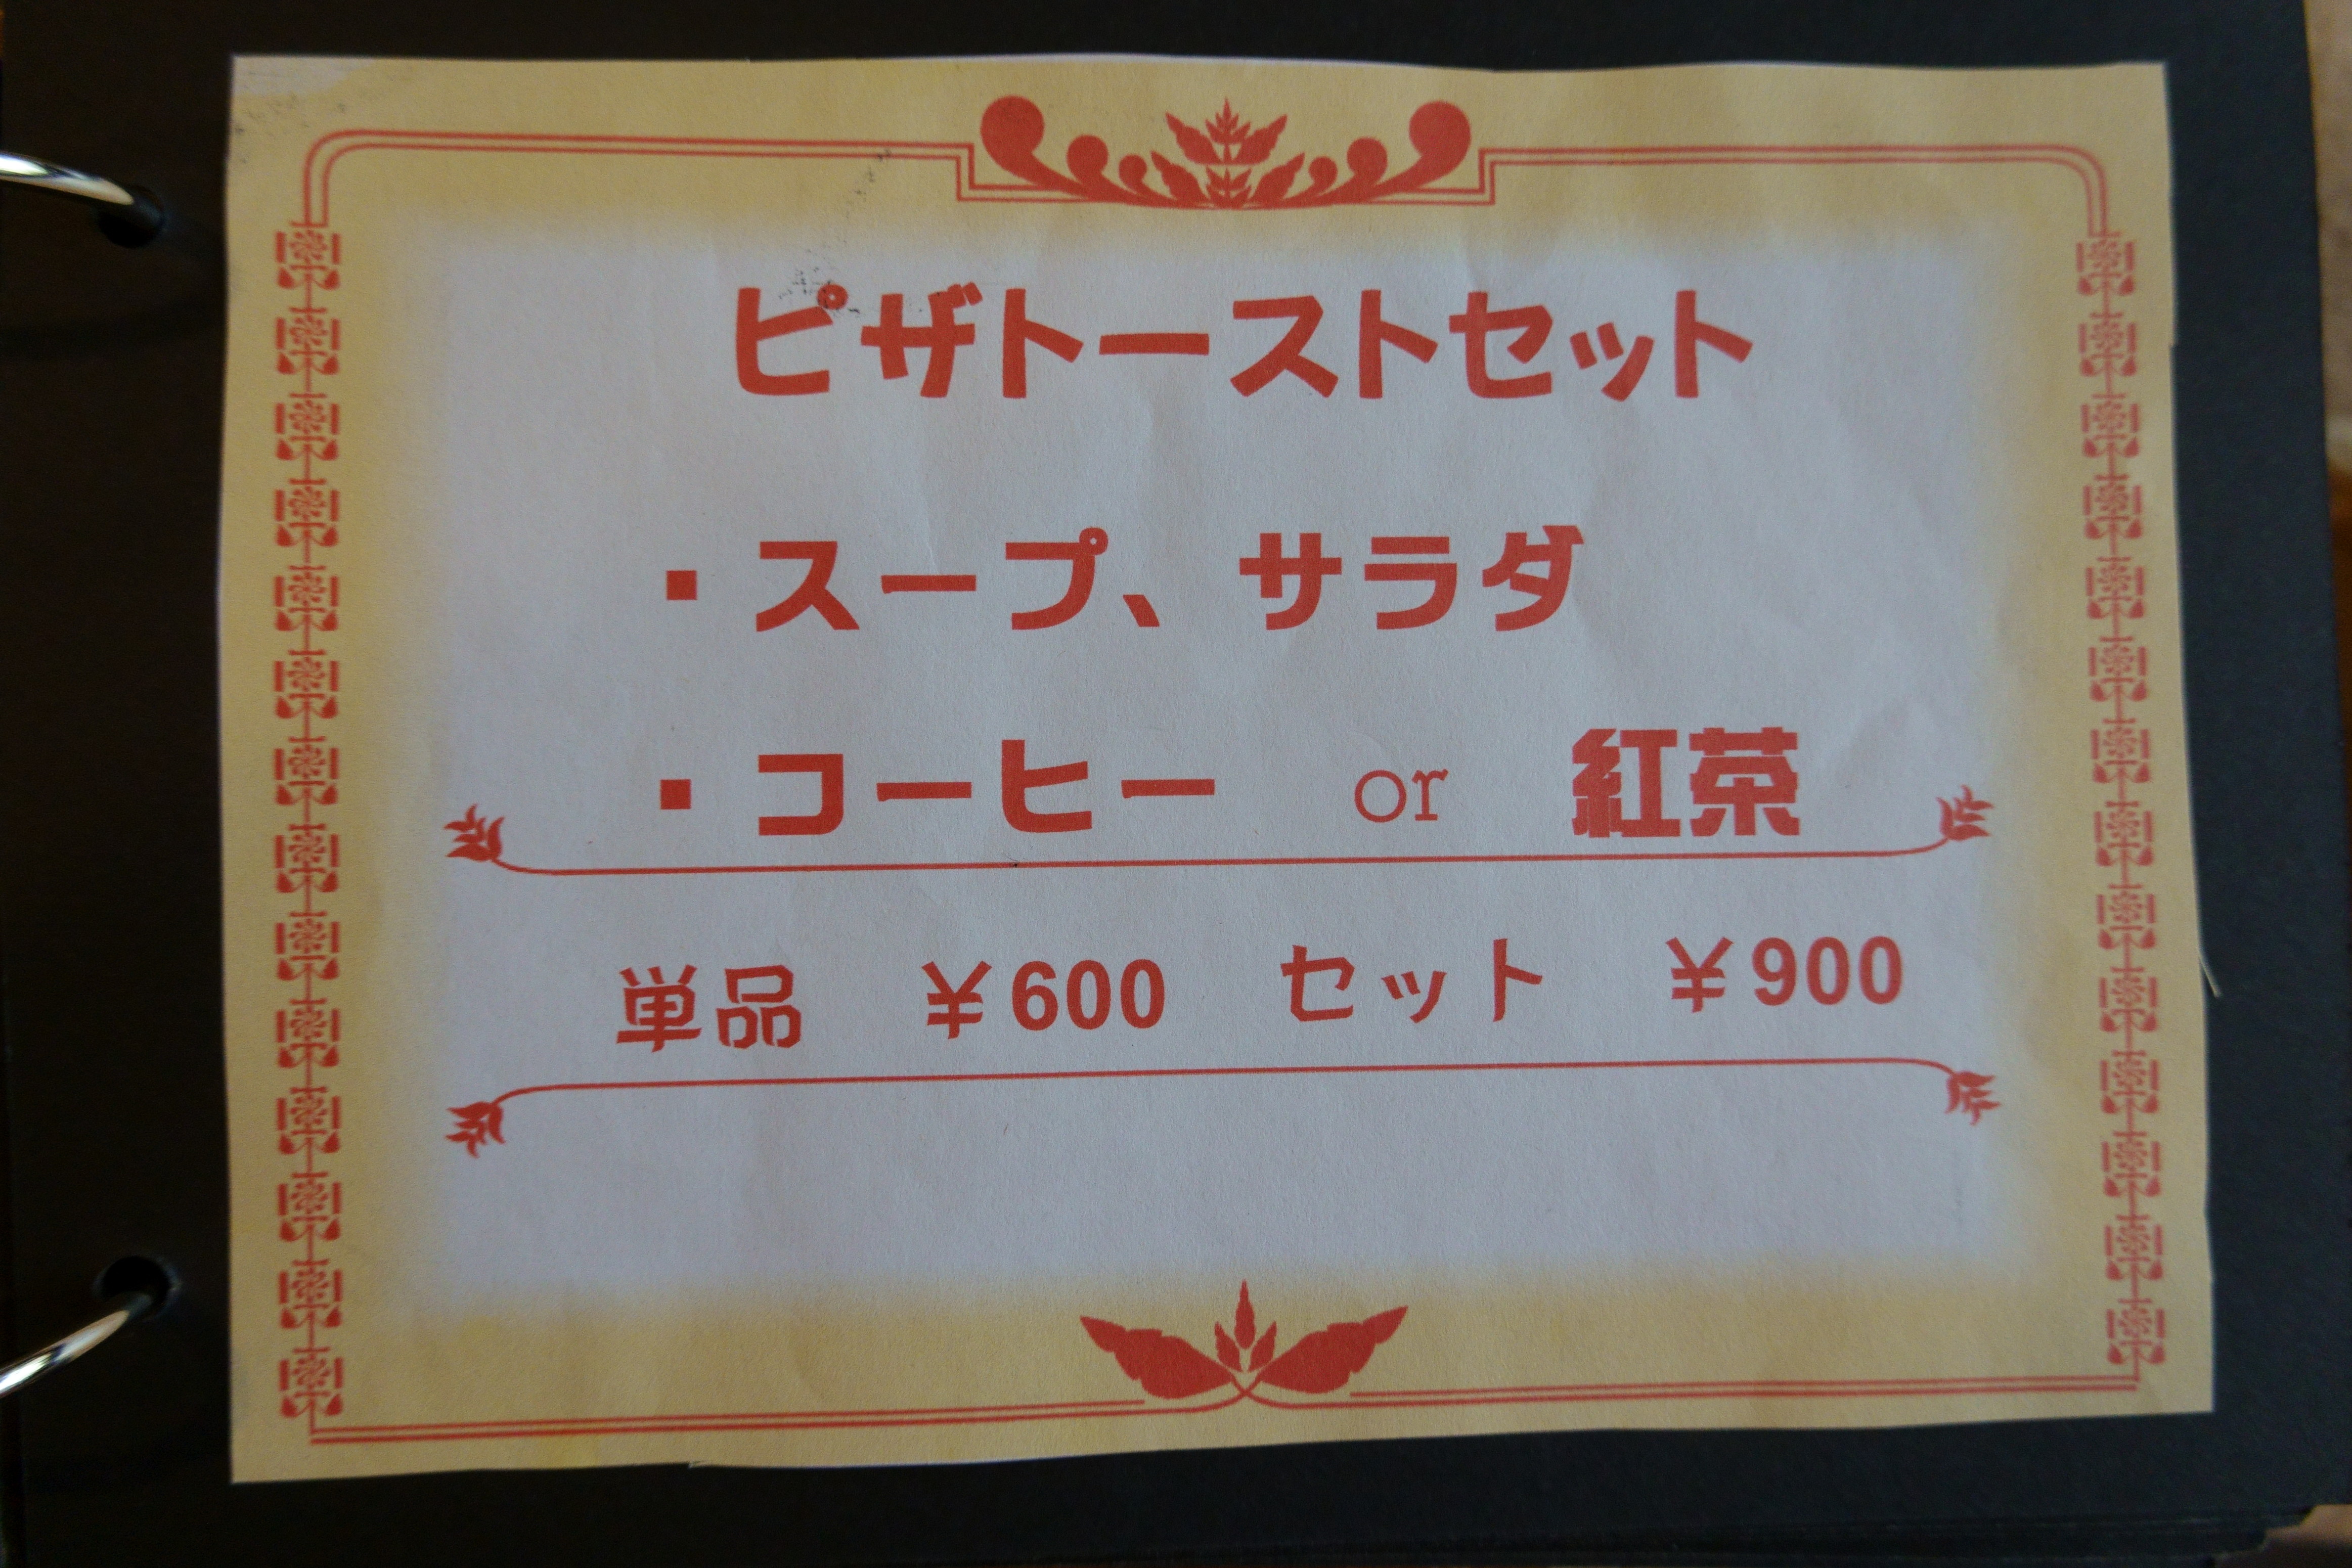 ピザトーストセット
▪スープ、サラダ
▪コーヒー　or　紅茶
単品　￥600　セット　￥900